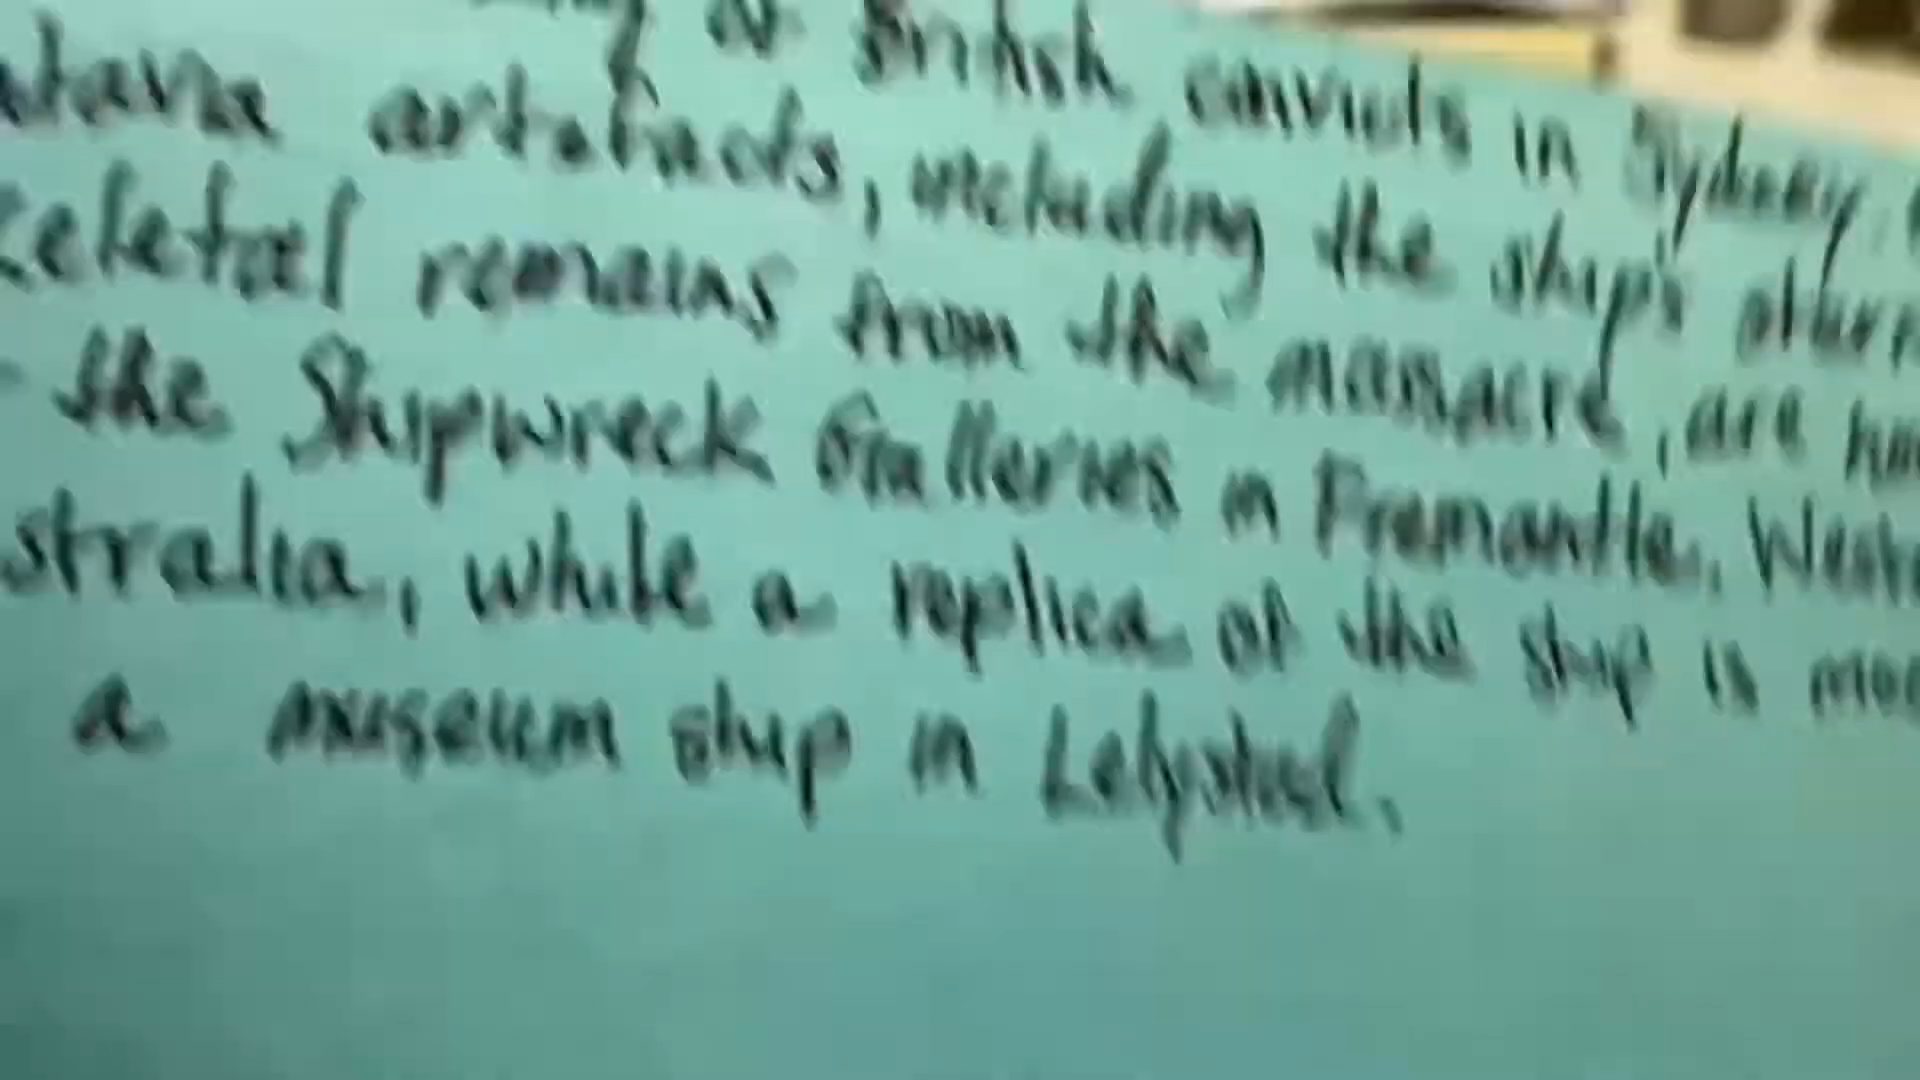 of British convicts in Sydney.
artefacts, including the ship's
remains from the massacre, are
the Shipwreck Galleries in Fremantle,
stralia, while a replica of the ship is
a museum ship in Lelystad.